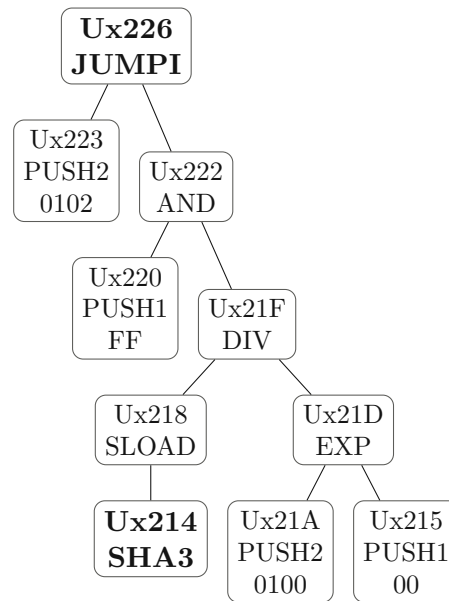 Ux226
JUMPI
Ux223
PUSH2
0102
Ux222
AND
Ux220
PUSH1
FF
Ux21F
DIV
Ux218
SLOAD
Ux21D
EXP
Ux214
SHA3
Ux21A
PUSH2
0100
Ux215
PUSH1
00